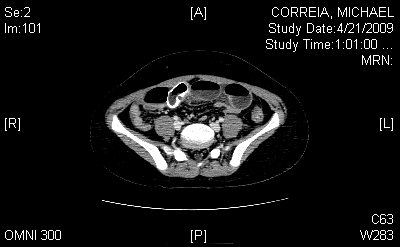 Se:2
Im:101
[A]
CORREIA, MICHAEL
Study Date:4/21/2009
Study Time:1:01:00 ...
MRN:
[R]
[L]
OMNI 300
[P]
C63
W283